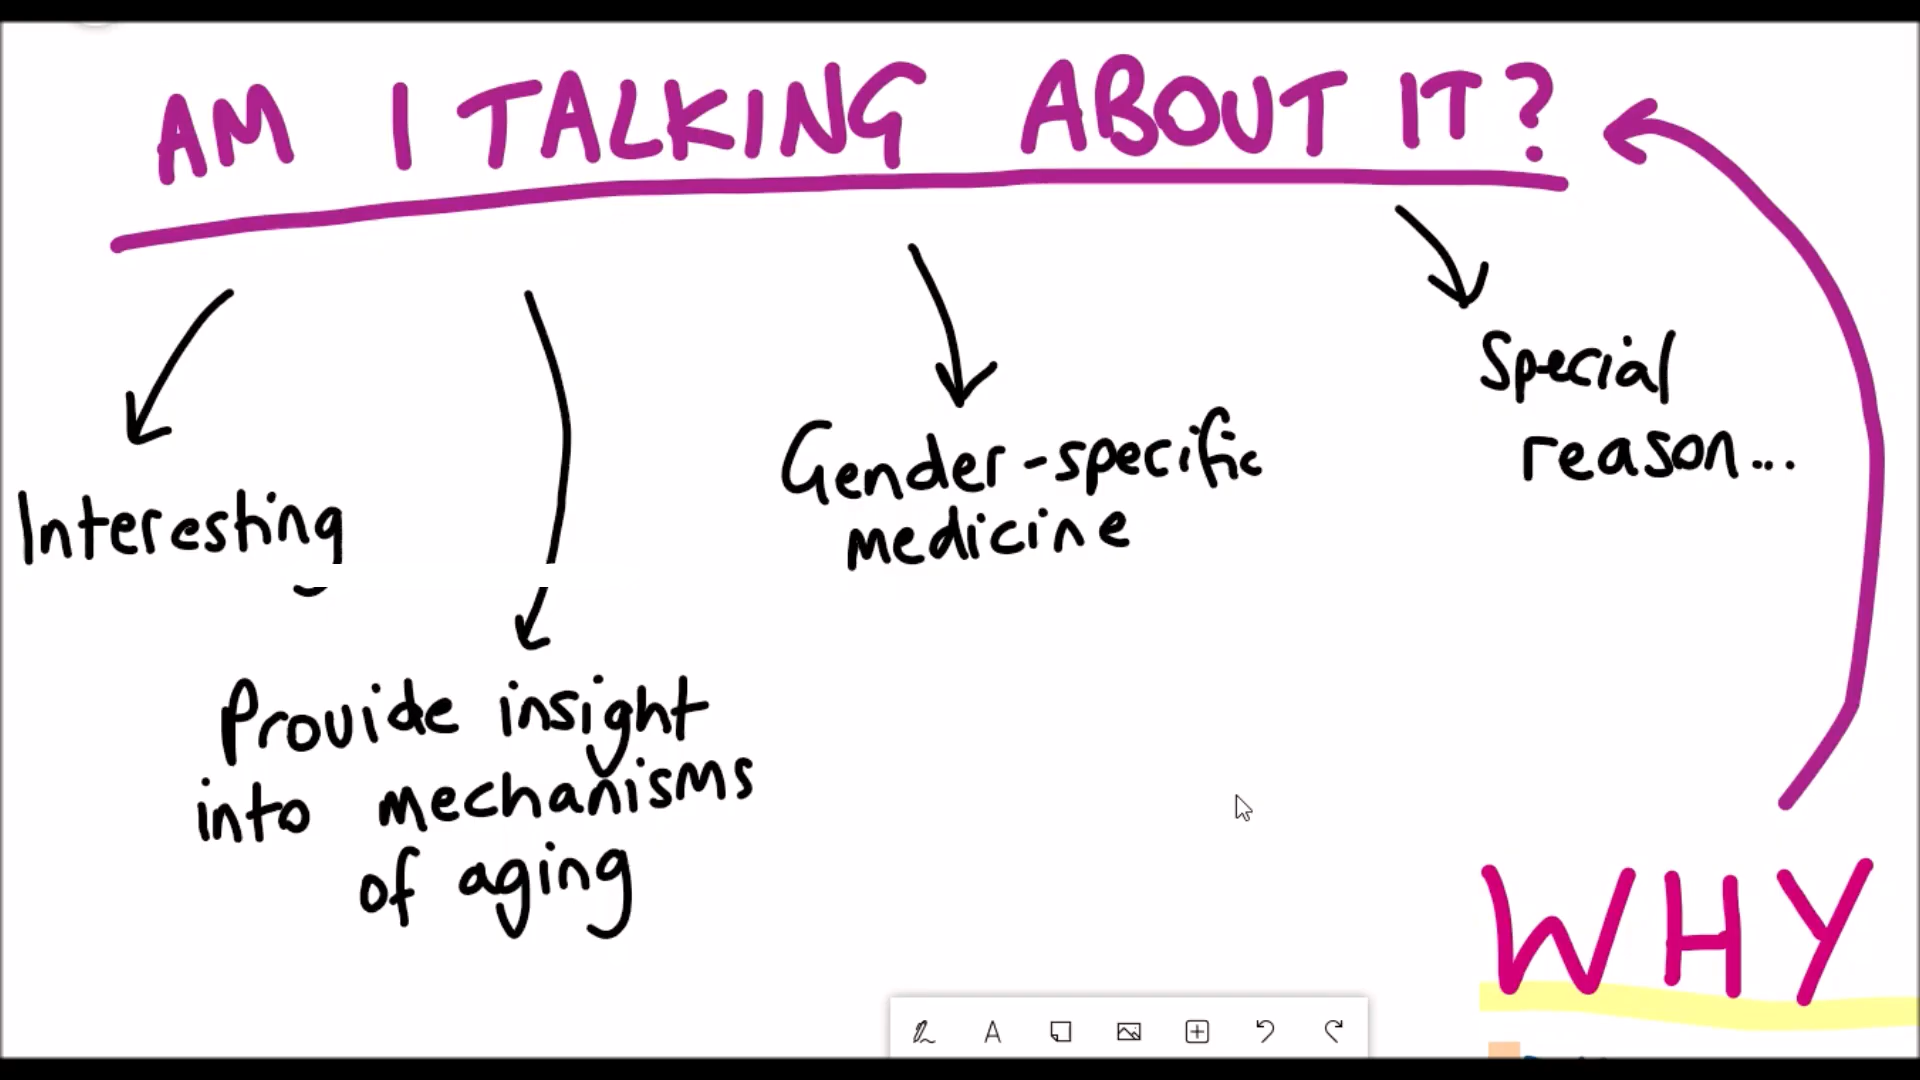 AM I TALKING ABOUT IT?
Interesting
Provide insight
into mechanisms
of aging
Gender-specific
medicine
Special
reason...
WHY
A